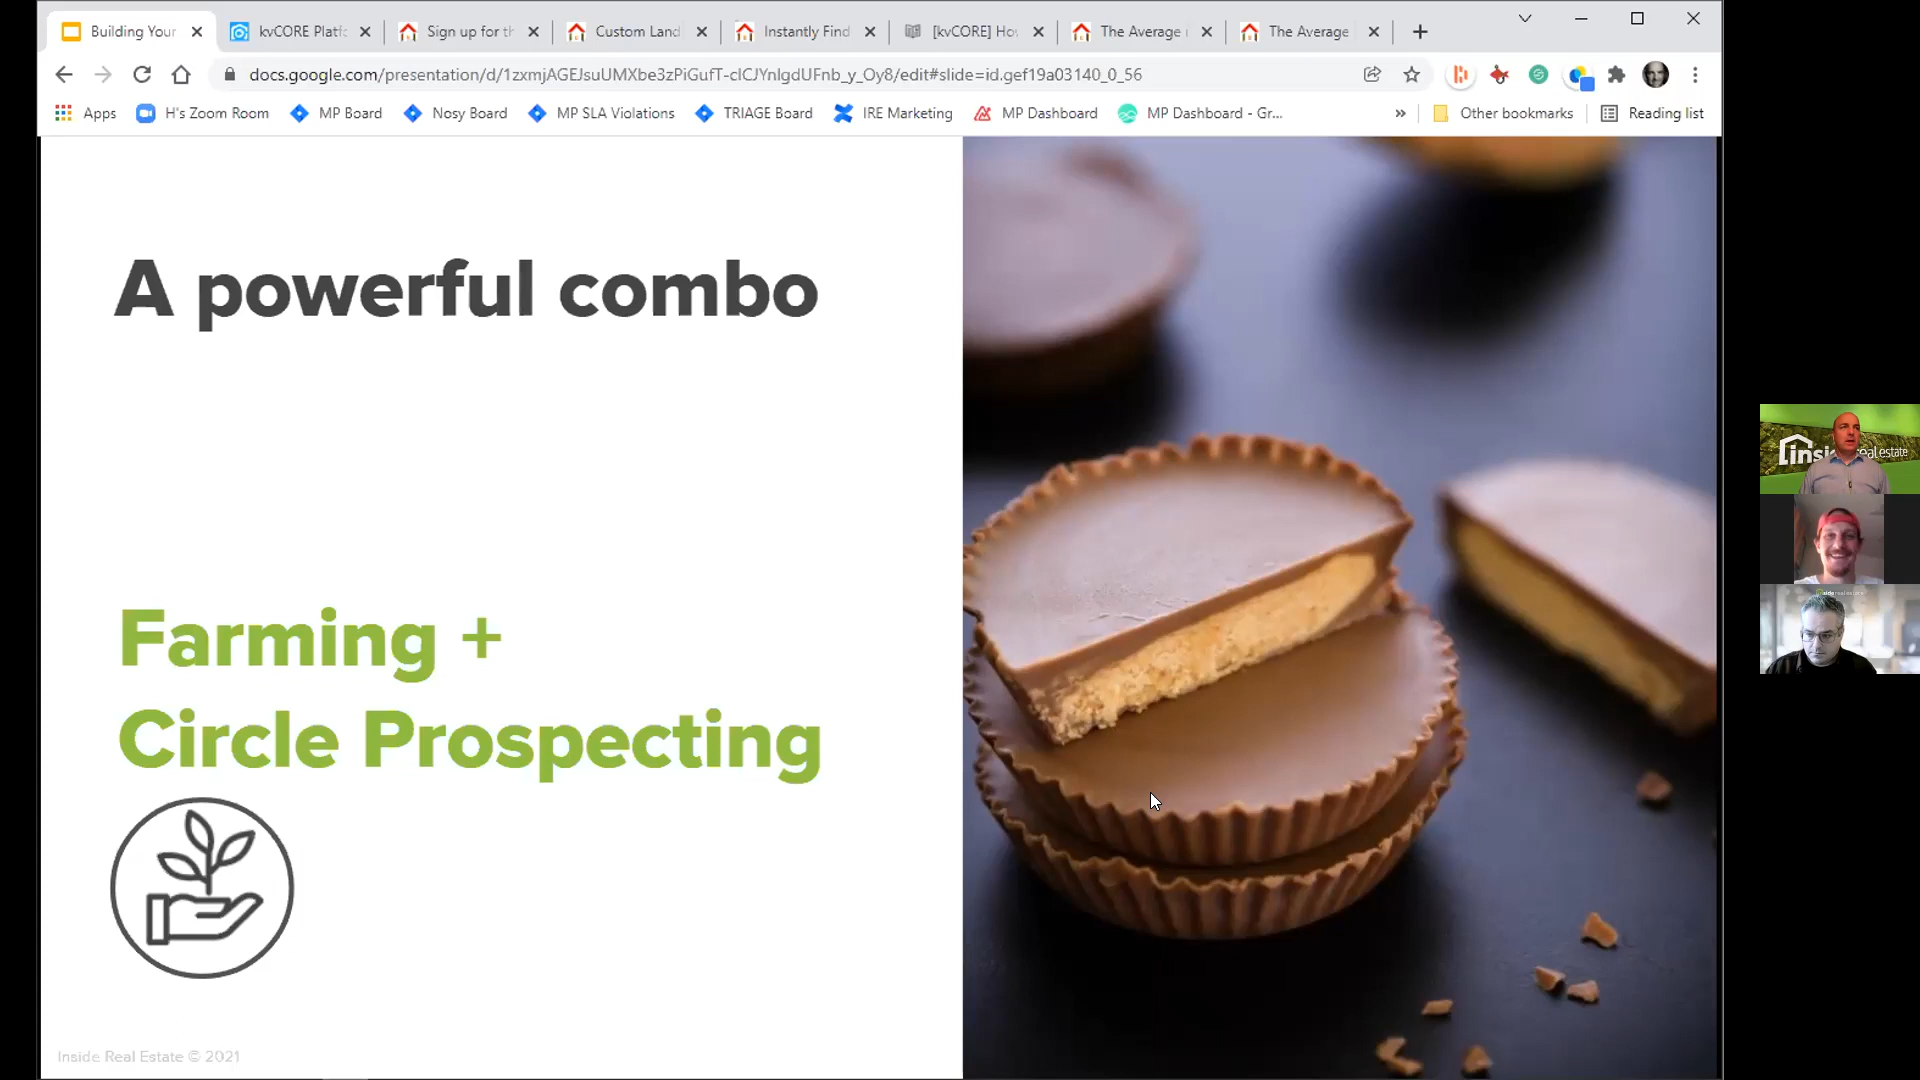 Building Your
kvCORE Platfo
Sign up for th
Custom Land
Instantly Find
[kvCORE] Ho
The Average
The Average
docs.google.com/presentation/d/1zxmjAGEJsuUMXbe3zPiGufT-clCJYnlgdUFnb_y_Oy8/edit#slide=id.gef19a03140_0_56
Apps
H's Zoom Room
MP Board
Nosy Board
MP SLA Violations
TRIAGE Board
IRE Marketing
MP Dashboard
MP Dashboard - Gr...
»
Other bookmarks
Reading list
A powerful combo
Farming +
Circle Prospecting
Inside Real Estate © 2021